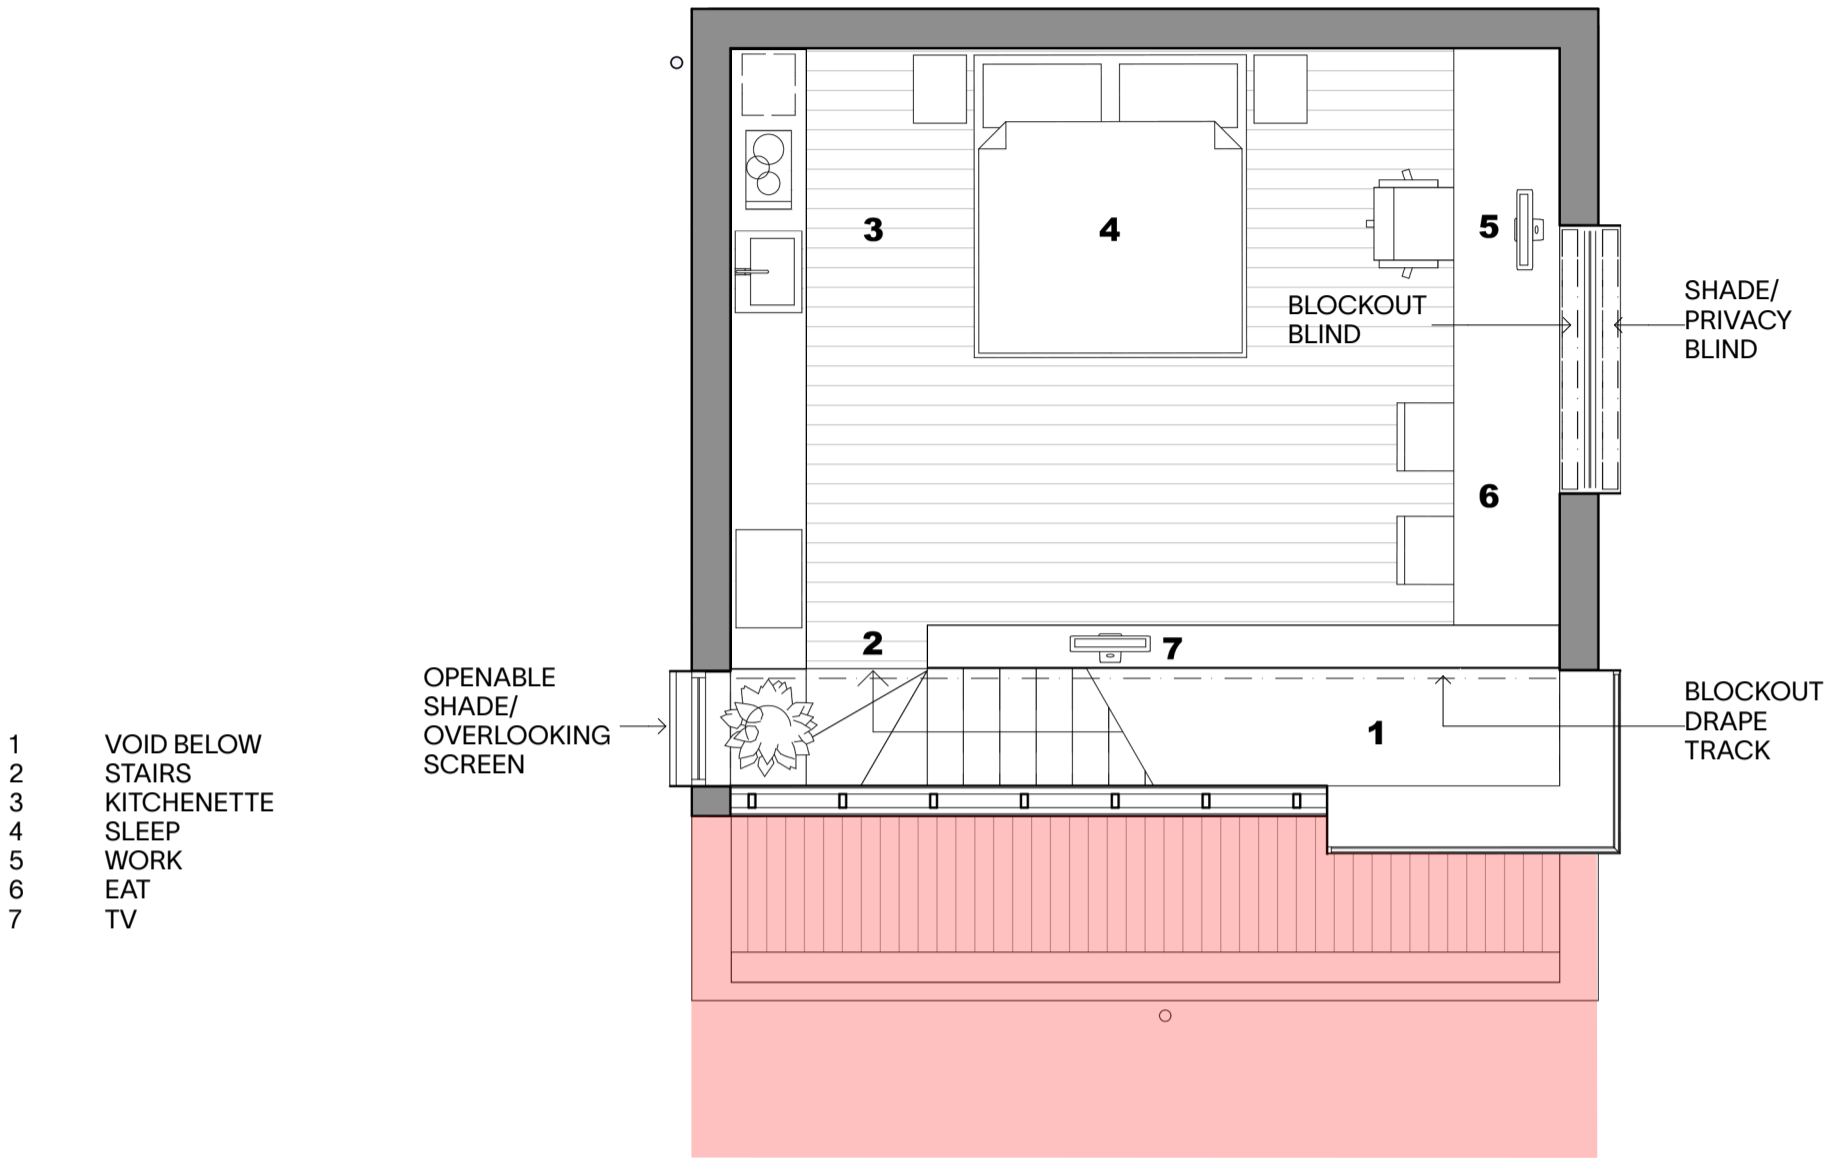 3
4
5
BLOCKOUT
BLIND
SHADE/
PRIVACY
BLIND
6
2
7
OPENABLE
SHADE/
OVERLOOKING
SCREEN
1
BLOCKOUT
DRAPE
TRACK
1 VOID BELOW
2 STAIRS
3 KITCHENETTE
4 SLEEP
5 WORK
6 EAT
7 TV